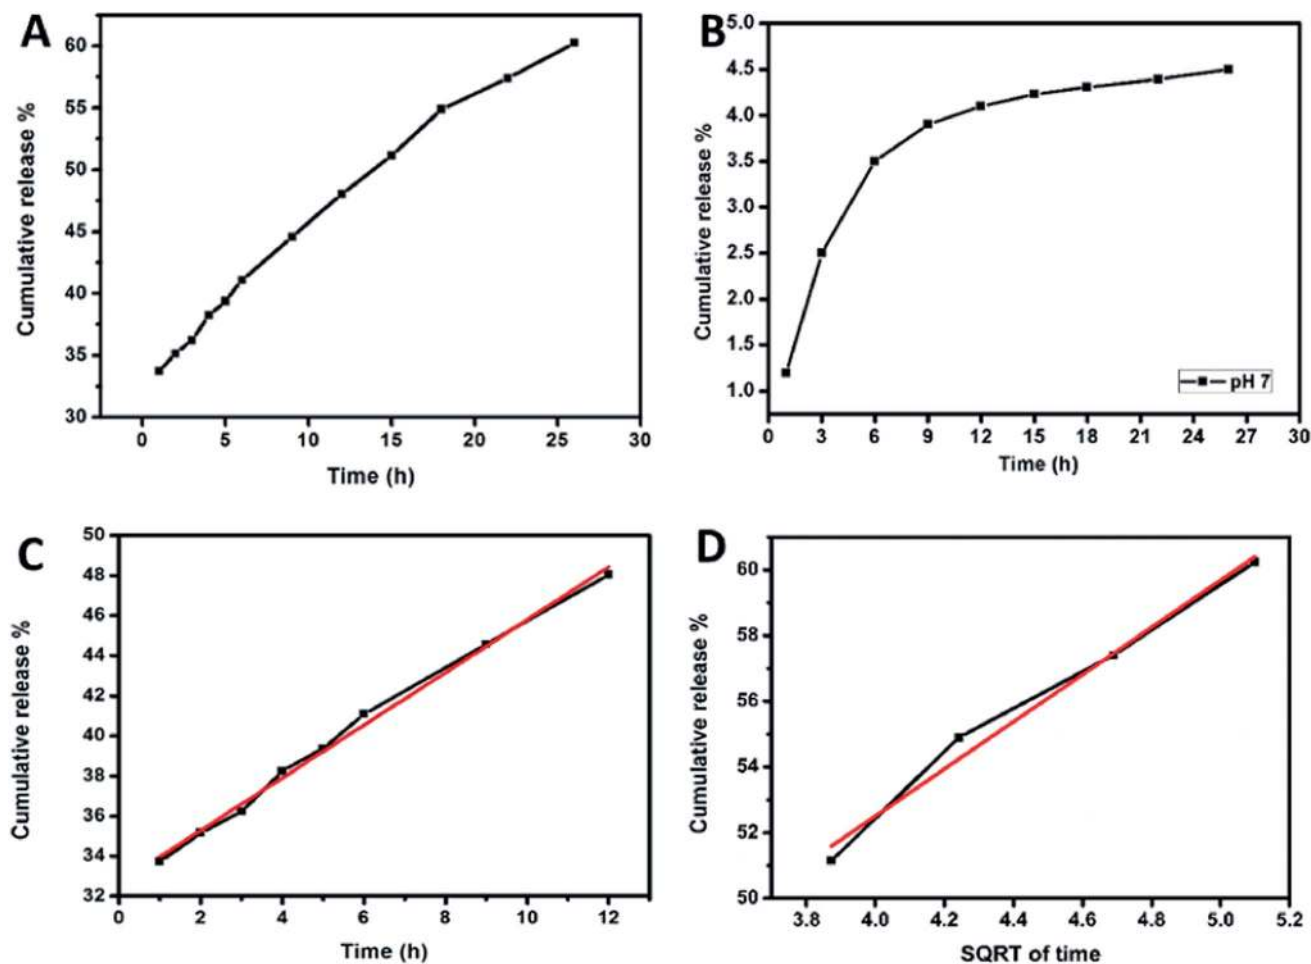 A
Cumulative release %
60
55
50
45
40
35
30
0 5 10 15 20 25 30
Time (h)
B
Cumulative release %
5.0
4.5
4.0
3.5
3.0
2.5
2.0
1.5
1.0
pH 7
0 3 6 9 12 15 18 21 24 27 30
Time (h)
C
Cumulative release %
50
48
46
44
42
40
38
36
34
32
0 2 4 6 8 10 12
Time (h)
D
Cumulative release %
60
58
56
54
52
50
3.8 4.0 4.2 4.4 4.6 4.8 5.0 5.2
SQRT of time